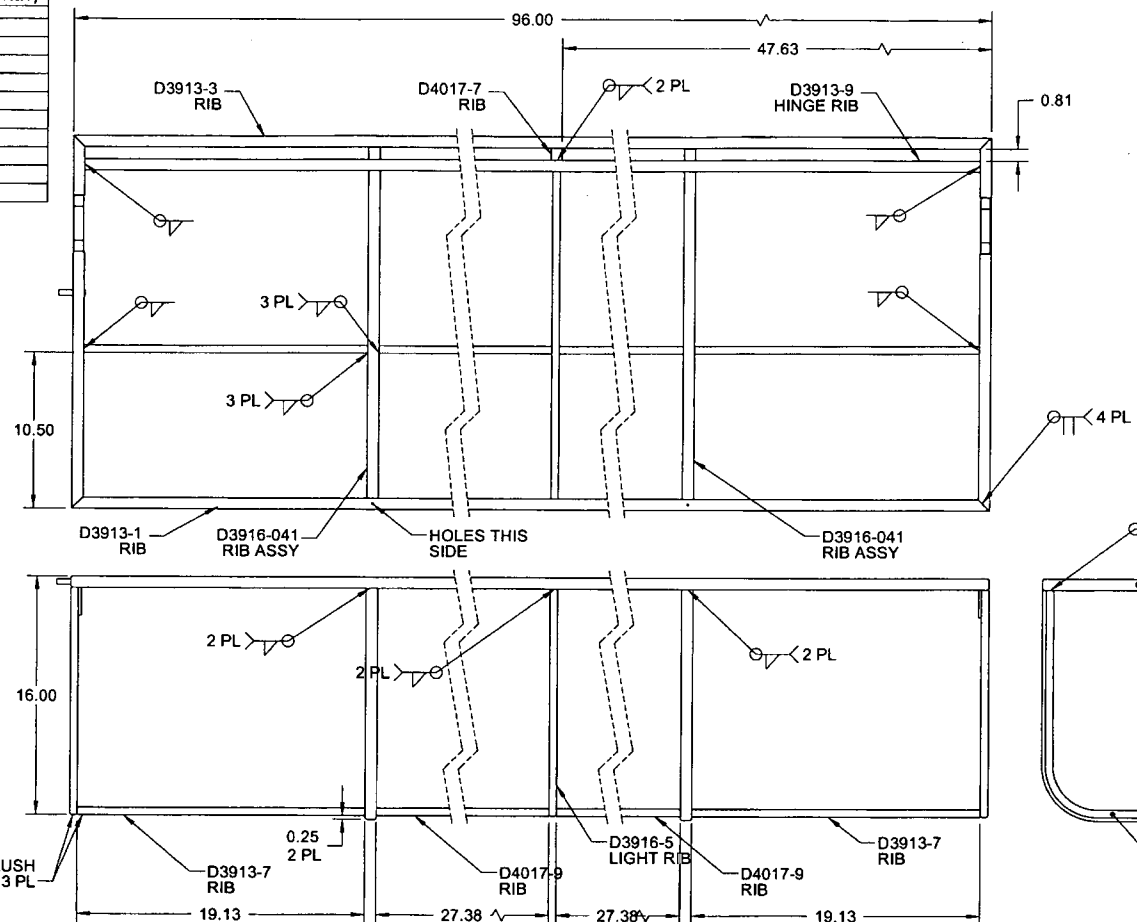 96.00
47.63
D3913-3
RIB
D4017-7
RIB
2 PL
D3913-9
HINGE RIB
0.81
3 PL
3 PL
10.50
4 PL
D3913-1
RIB
D3916-041
RIB ASSY
HOLES THIS
SIDE
D3916-041
RIB ASSY
2 PL
2 PL
2 PL
16.00
0.25
2 PL
USH
3 PL
D3913-7
RIB
D4017-9
RIB
D3916-5
LIGHT RIB
D4017-9
RIB
D3913-7
RIB
19.13
27.38
27.38
19.13